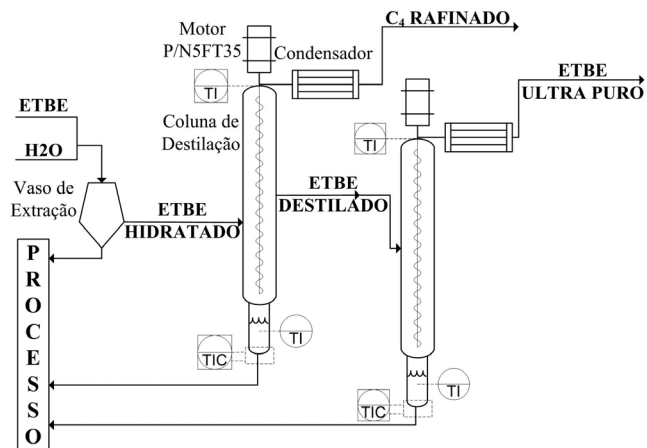 C₄ RAFINADO
Motor
P/N5FT35
Condensador
TI
ETBE
ULTRA PURO
ETBE
H2O
Coluna de
Destilação
TI
Vaso de
Extração
ETBE
HIDRATADO
ETBE
DESTILADO
PROCESSO
TI
TIC
TI
TIC